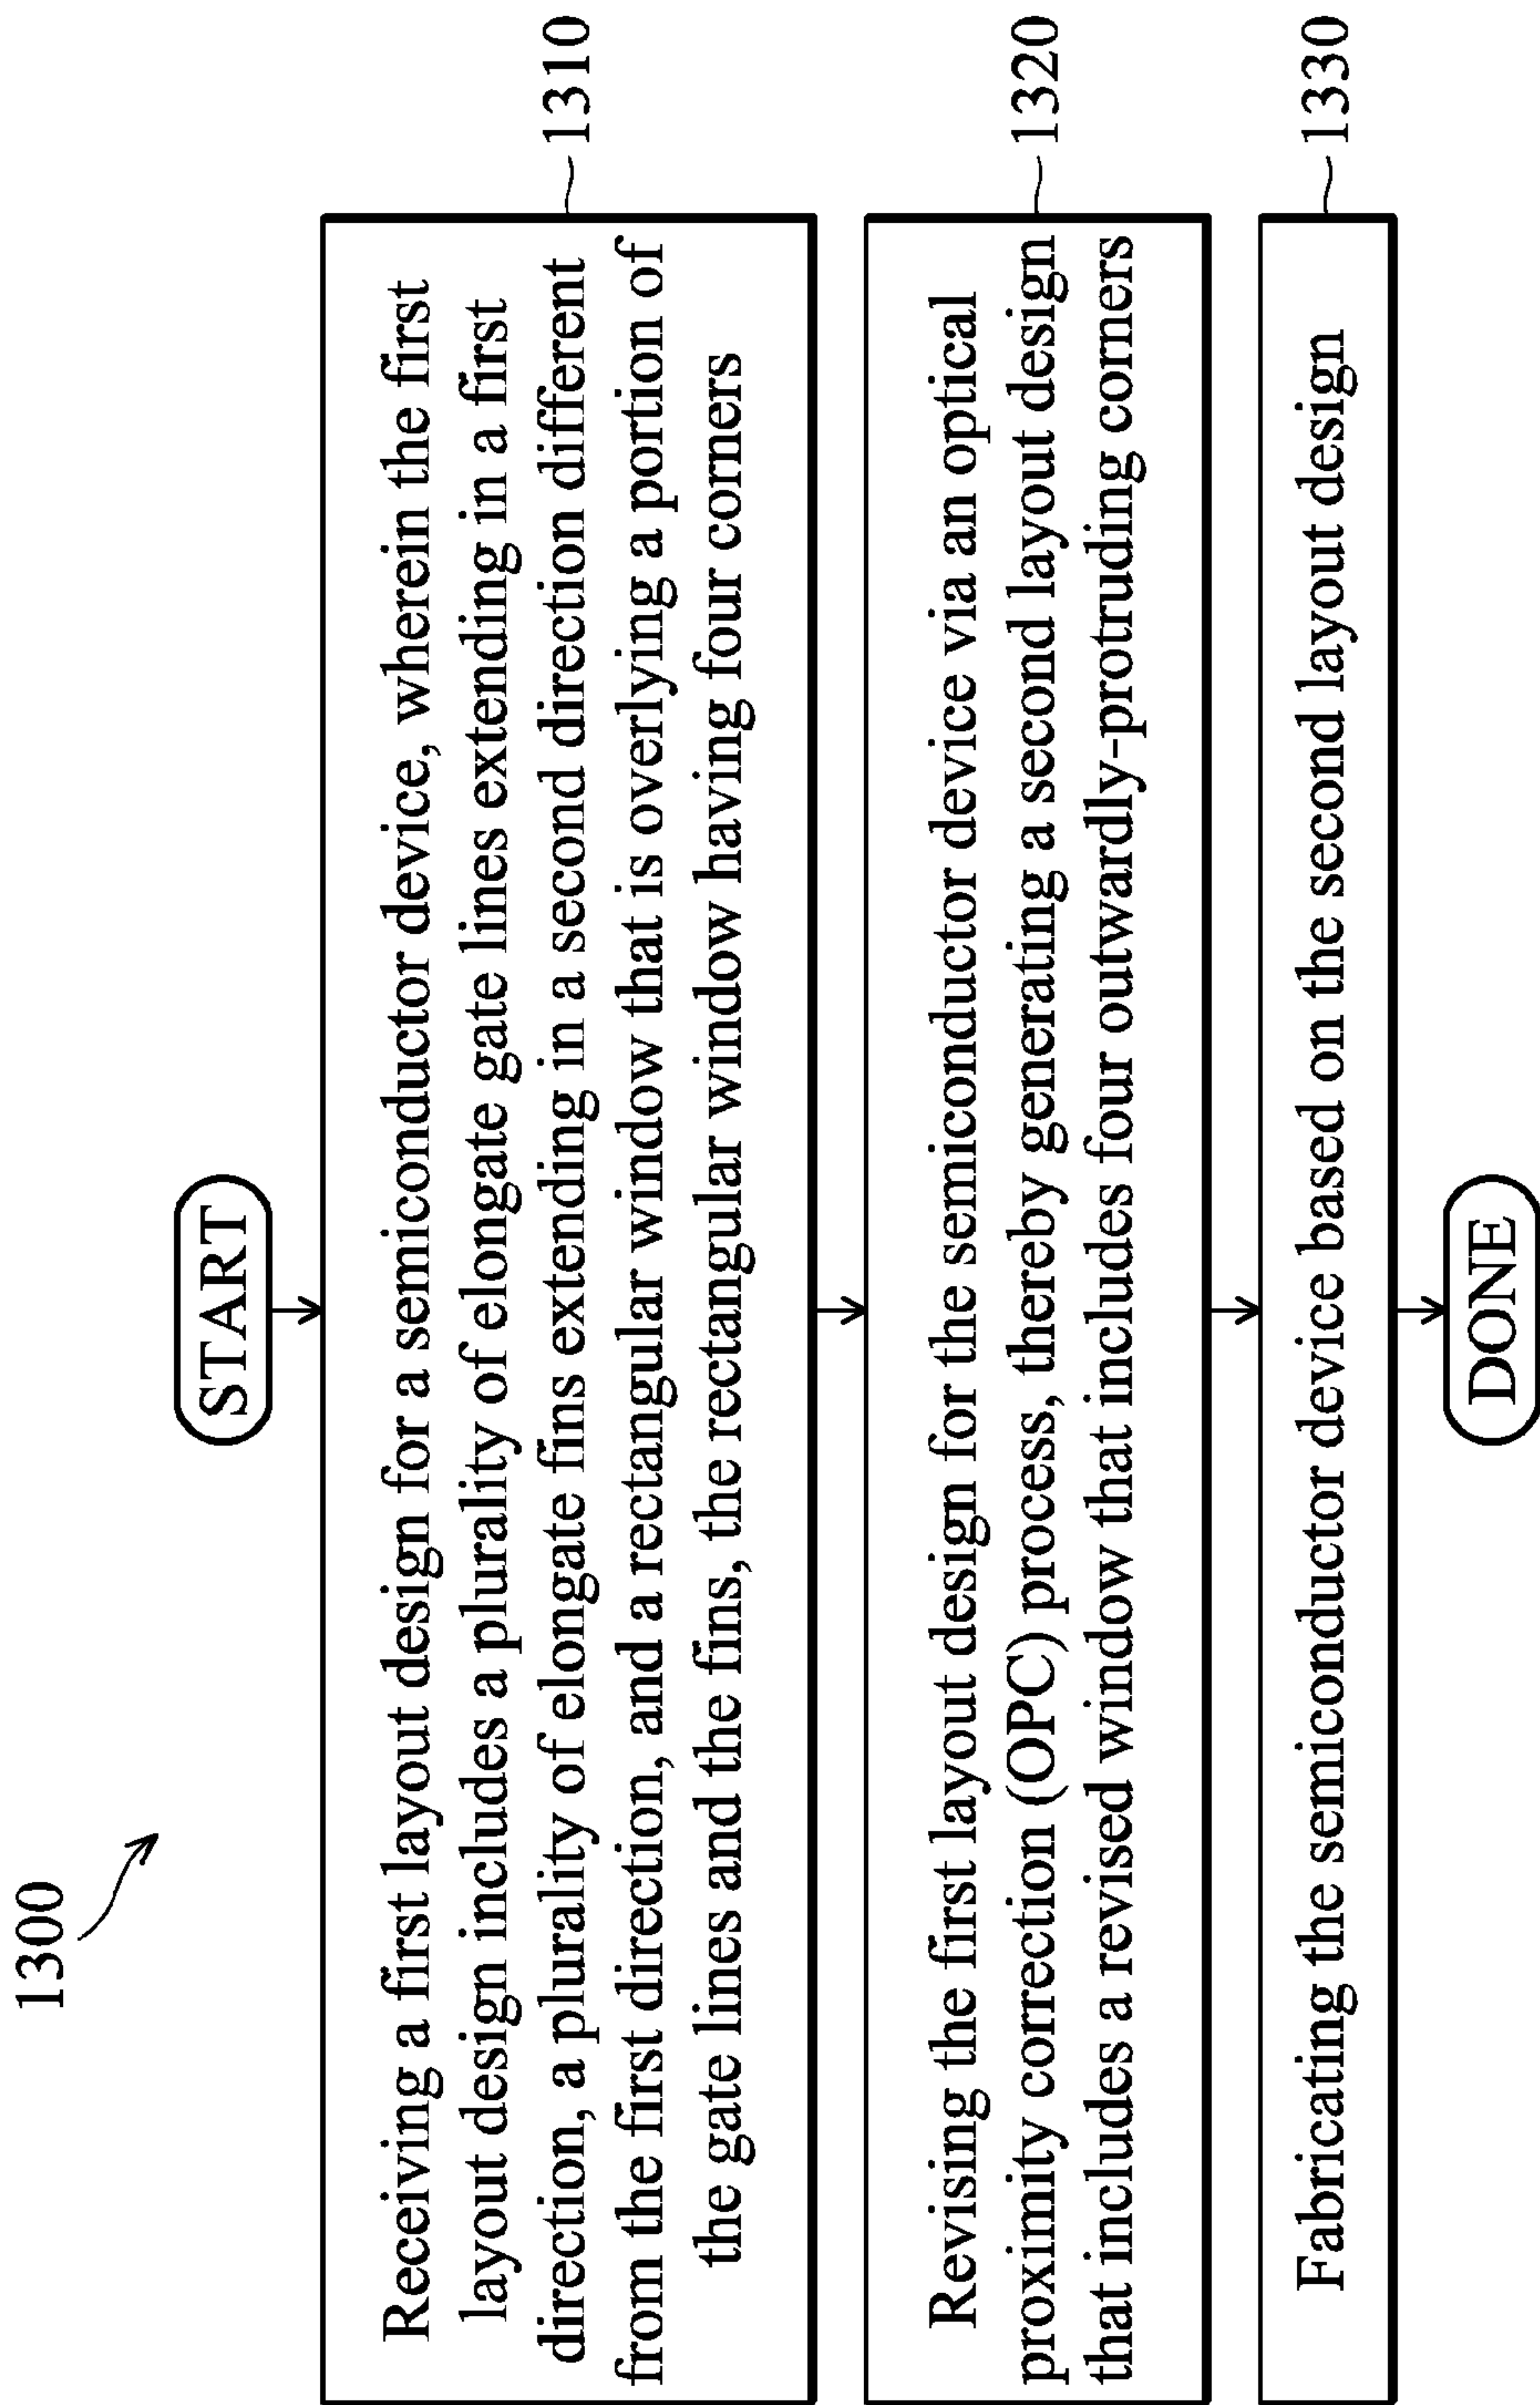 1300
START
Receiving a first layout design for a semiconductor device, wherein the first
layout design includes a plurality of elongate gate lines extending in a first
direction, a plurality of elongate fins extending in a second direction different
from the first direction, and a rectangular window that is overlying a portion of
the gate lines and the fins, the rectangular window having four corners
1310
Revising the first layout design for the semiconductor device via an optical
proximity correction (OPC) process, thereby generating a second layout design
that includes a revised window that includes four outwardly-protruding corners
1320
Fabricating the semiconductor device based on the second layout design
1330
DONE